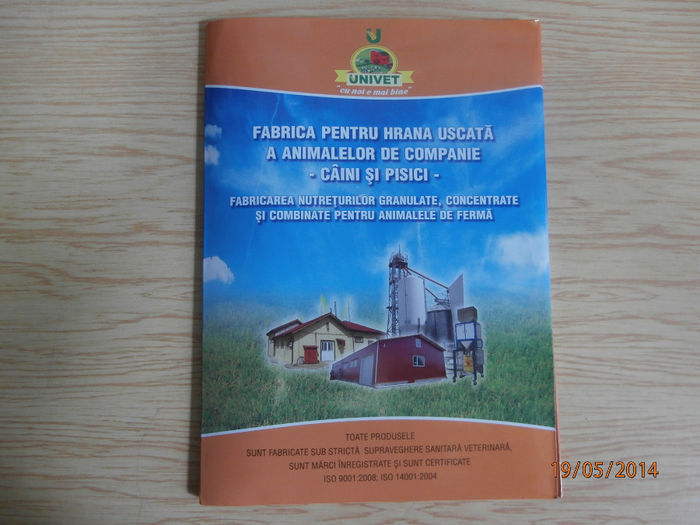 UNIVET
"cu noi e mai bine"
FABRICA PENTRU HRANA USCATĂ
A ANIMALELOR DE COMPANIE
- CÂINI ŞI PISICI -
FABRICAREA NUTREŢURILOR GRANULATE, CONCENTRATE
ŞI COMBINATE PENTRU ANIMALELE DE FERMĂ
TOATE PRODUSELE
SUNT FABRICATE SUB STRICTĂ SUPRAVEGHERE SANITARĂ VETERINARĂ,
SUNT MĂRCI ÎNREGISTRATE ŞI SUNT CERTIFICATE
ISO 9001:2008; ISO 14001:2004
19/05/2014